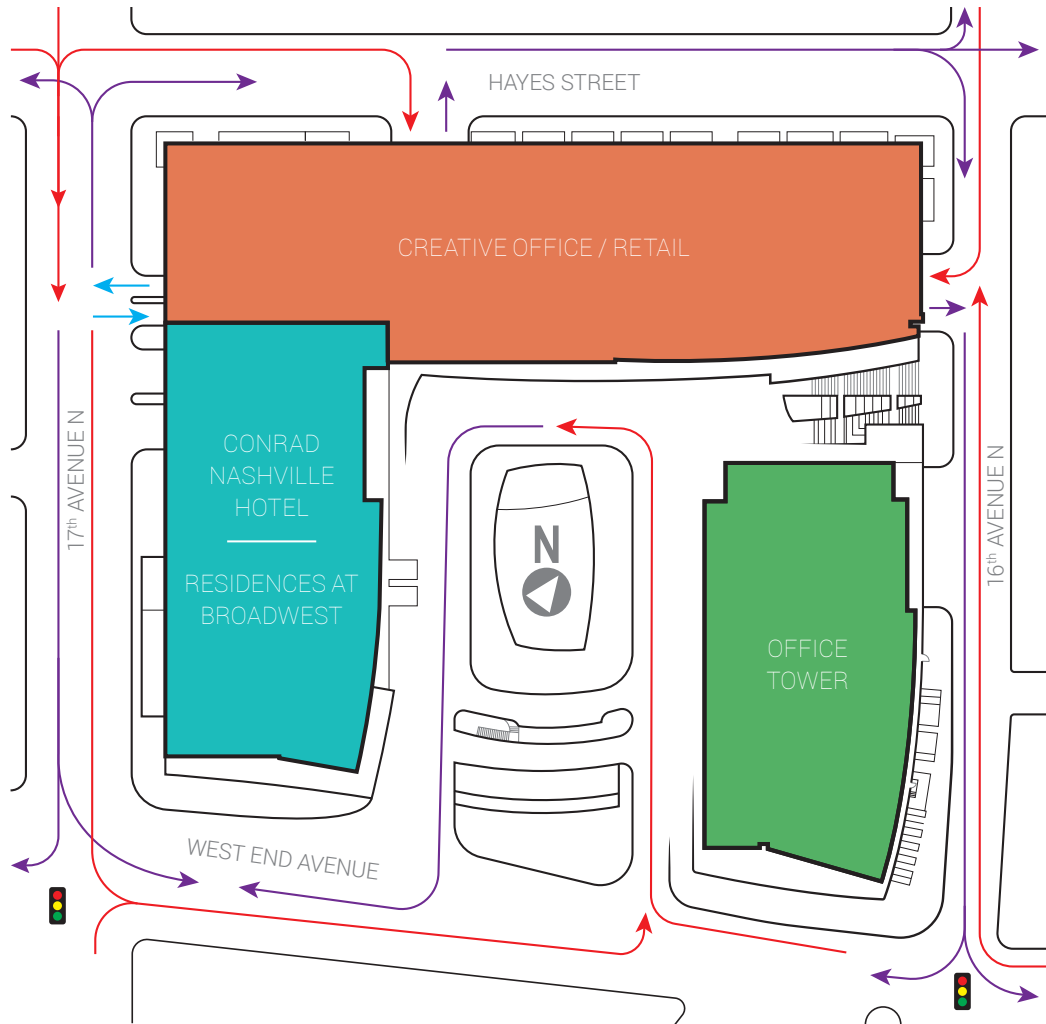 HAYES STREET
CREATIVE OFFICE / RETAIL
CONRAD
NASHVILLE
HOTEL
RESIDENCES AT
BROADWEST
17th AVENUE N
N
16th AVENUE N
OFFICE
TOWER
WEST END AVENUE